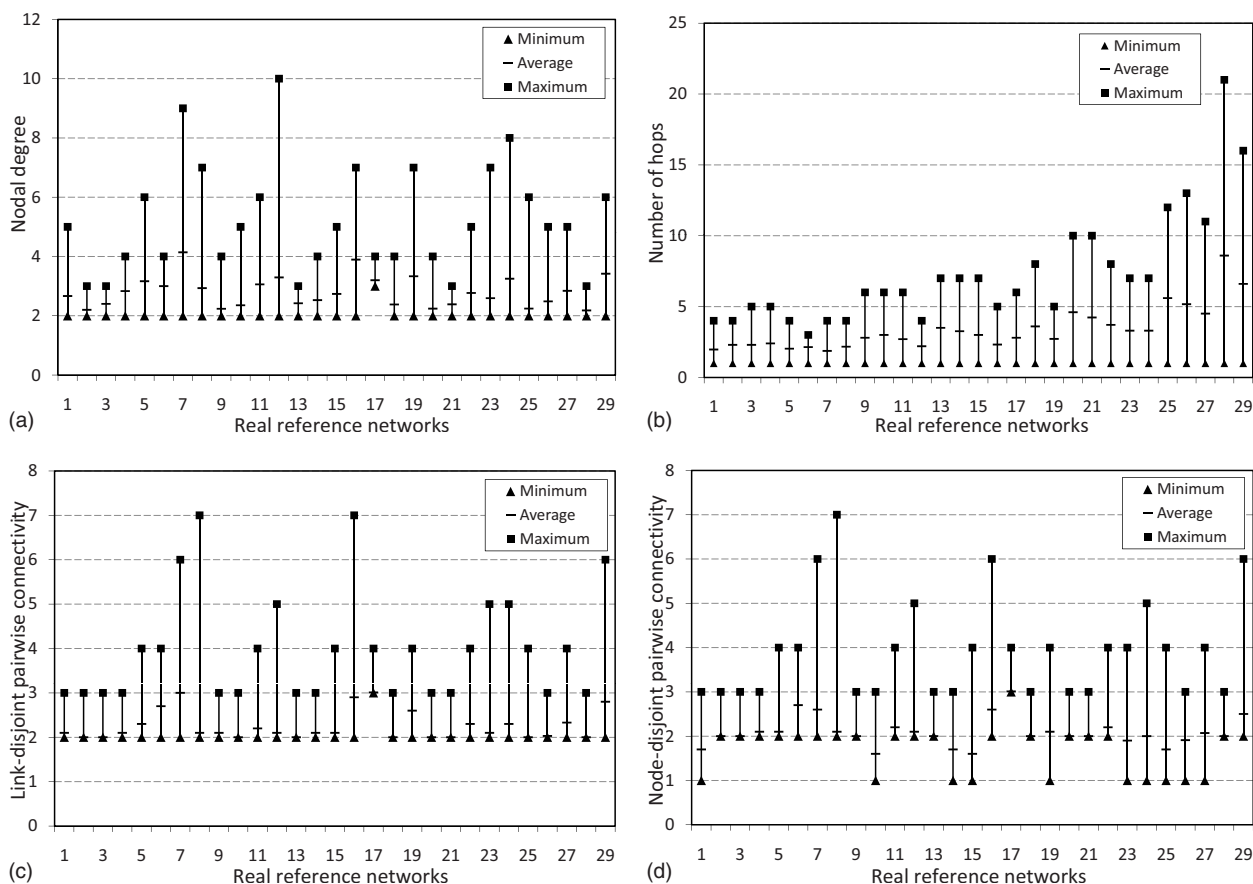 12
10
8
6
4
2
0
Nodal degree
Minimum
Average
Maximum
1 3 5 7 9 11 13 15 17 19 21 23 25 27 29
Real reference networks
(a)
25
20
15
10
5
0
Number of hops
Minimum
Average
Maximum
1 3 5 7 9 11 13 15 17 19 21 23 25 27 29
Real reference networks
(b)
8
7
6
5
4
3
2
1
0
Link-disjoint pairwise connectivity
Minimum
Average
Maximum
1 3 5 7 9 11 13 15 17 19 21 23 25 27 29
Real reference networks
(c)
8
7
6
5
4
3
2
1
0
Node-disjoint pairwise connectivity
Minimum
Average
Maximum
1 3 5 7 9 11 13 15 17 19 21 23 25 27 29
Real reference networks
(d)